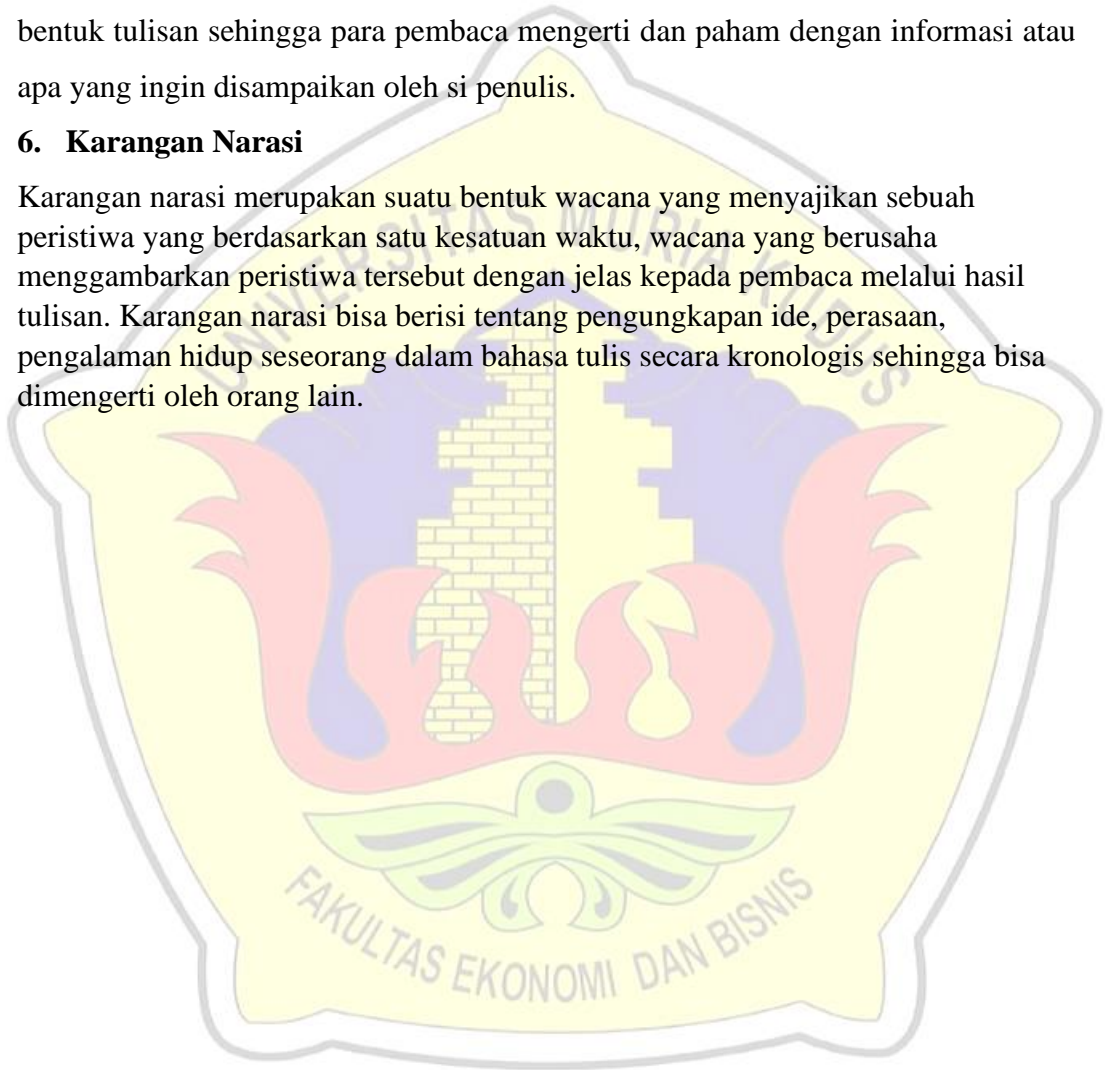 bentuk tulisan sehingga para pembaca mengerti dan paham dengan informasi atau
apa yang ingin disampaikan oleh si penulis.
6. Karangan Narasi
Karangan narasi merupakan suatu bentuk wacana yang menyajikan sebuah
peristiwa yang berdasarkan satu kesatuan waktu, wacana yang berusaha
menggambarkan peristiwa tersebut dengan jelas kepada pembaca melalui hasil
tulisan. Karangan narasi bisa berisi tentang pengungkapan ide, perasaan,
pengalaman hidup seseorang dalam bahasa tulis secara kronologis sehingga bisa
dimengerti oleh orang lain.
UNIVERSITAS MURIA KUDUS
FAKULTAS EKONOMI DAN BISNIS